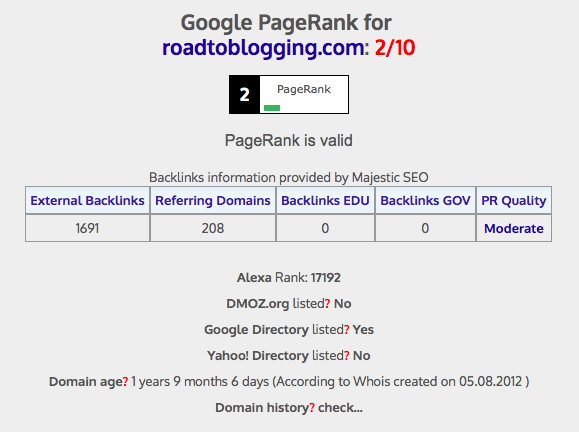 Google PageRank for
roadtoblogging.com: 2/10
2 PageRank
PageRank is valid
Backlinks information provided by Majestic SEO
External Backlinks Referring Domains Backlinks EDU Backlinks GOV PR Quality
1691 208 0 0 Moderate
Alexa Rank: 17192
DMOZ.org listed? No
Google Directory listed? Yes
Yahoo! Directory listed? No
Domain age? 1 years 9 months 6 days (According to Whois created on 05.08.2012 )
Domain history? check...